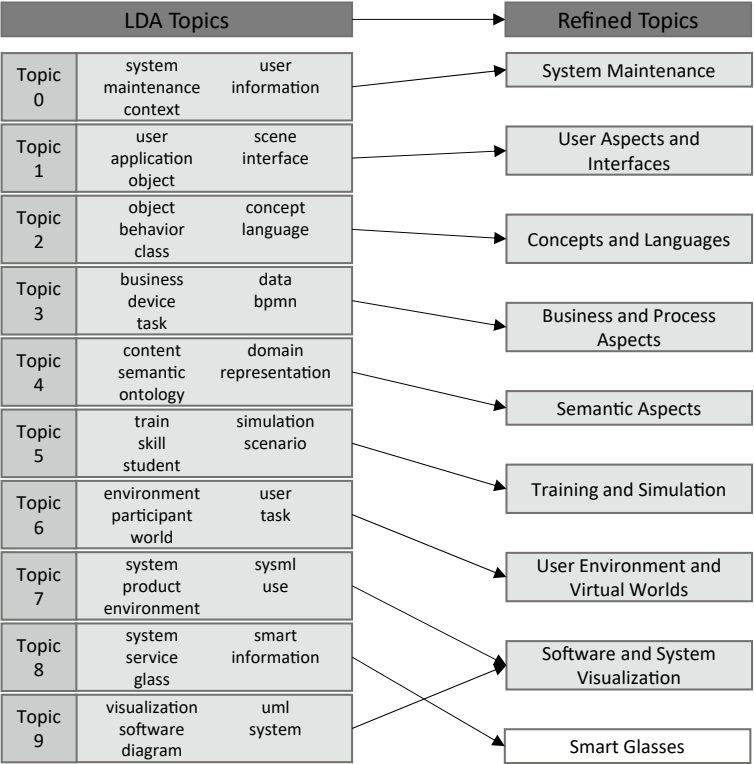 LDA Topics
Refined Topics
Topic
0
system user
maintenance information
context
System Maintenance
Topic
1
user scene
application interface
object
User Aspects and
Interfaces
Topic
2
object concept
behavior language
class
Concepts and Languages
Topic
3
business data
device bpmn
task
Business and Process
Aspects
Topic
4
content domain
semantic representation
ontology
Semantic Aspects
Topic
5
train simulation
skill scenario
student
Training and Simulation
Topic
6
environment user
participant task
world
User Environment and
Virtual Worlds
Topic
7
system sysml
product use
environment
Topic
8
system smart
service information
glass
Software and System
Visualization
Topic
9
visualization uml
software system
diagram
Smart Glasses